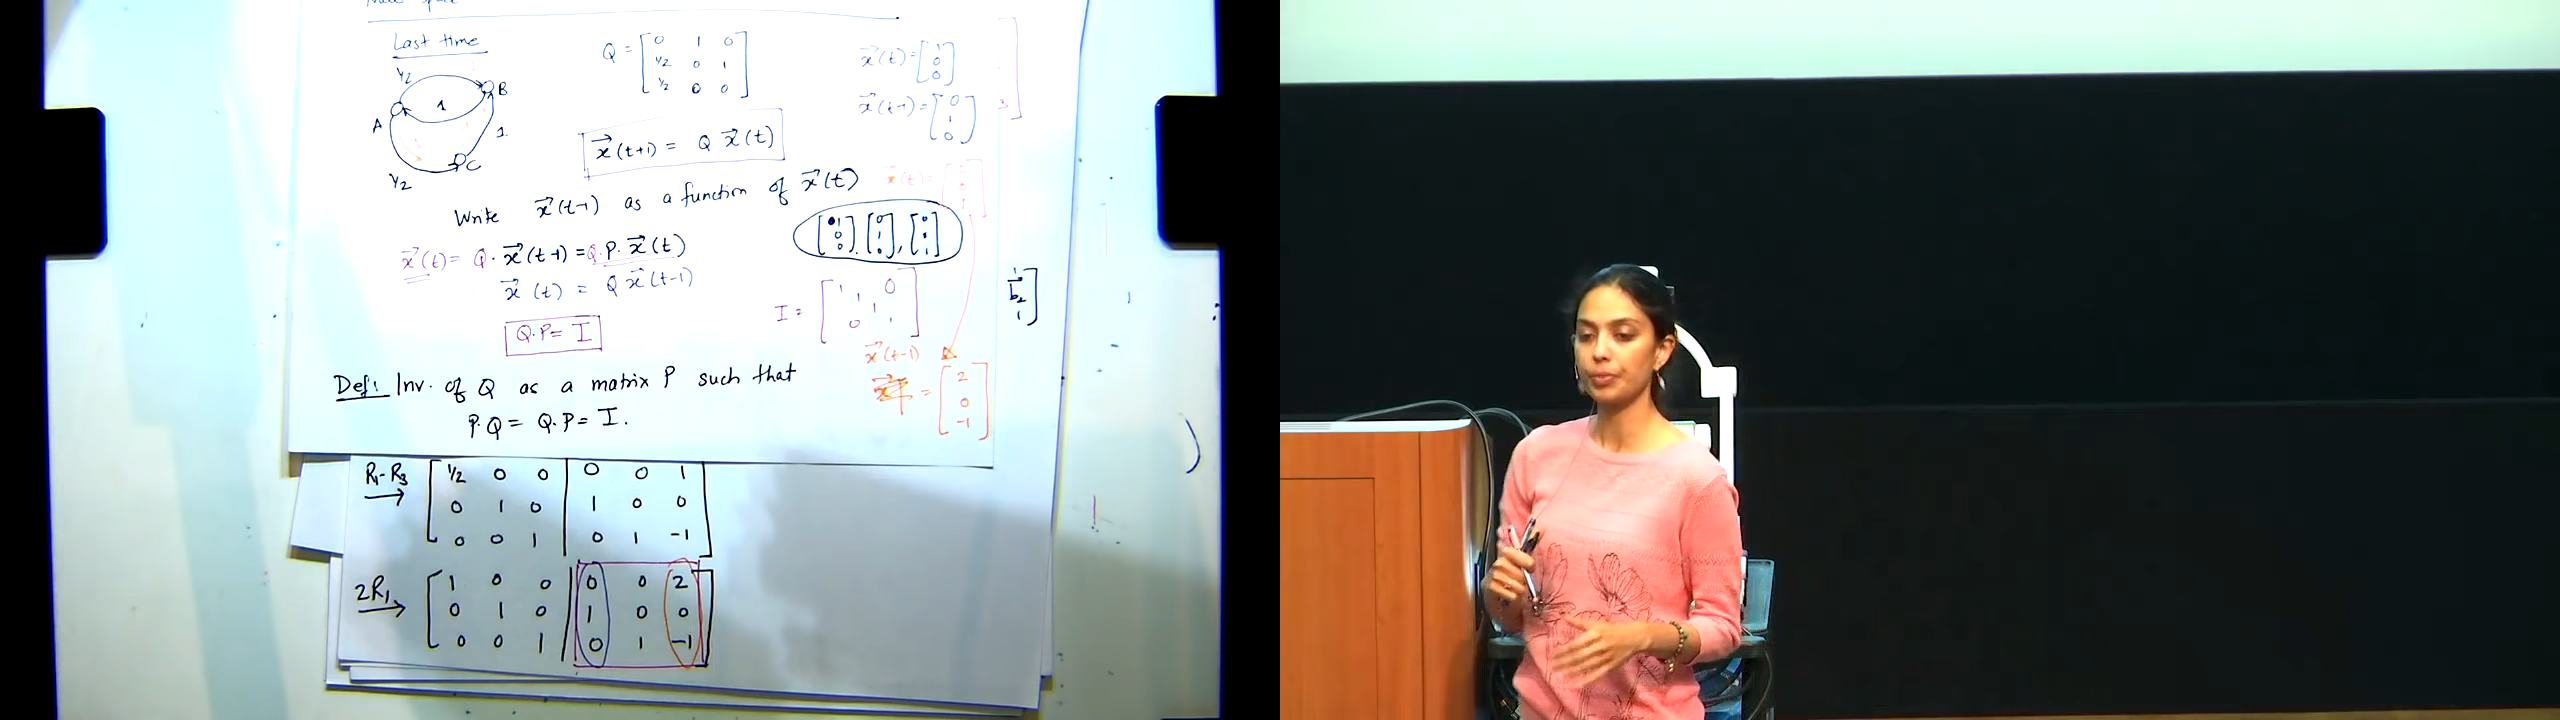 Last time
Q = [ 0 1 0
1/2 0 1
1/2 0 0 ]
x⃗(t) = [ 1 0 0 ]
x⃗(t-1) = [ 0 1 0 ]
1/2
B
1
A
1
C
1/2
x⃗(t+1) = Q x⃗(t)
Write x⃗(t-1) as a function of x⃗(t)
x⃗(t) = Q · x⃗(t-1) = Q·P·x⃗(t)
x⃗(t) = Q x⃗(t-1)
Q·P = I
I =
x⃗(t-1)
= [ 2 0 -1 ]
Def: Inv. of Q as a matrix P such that
P·Q = Q·P = I.
R1-R3 → [ 1/2 0 0 | 0 0 1
0 1 0 | 1 0 0
0 0 1 | 0 1 -1 ]
2R1 → [ 1 0 0 | 0 0 2
0 1 0 | 1 0 0
0 0 1 | 0 1 -1 ]